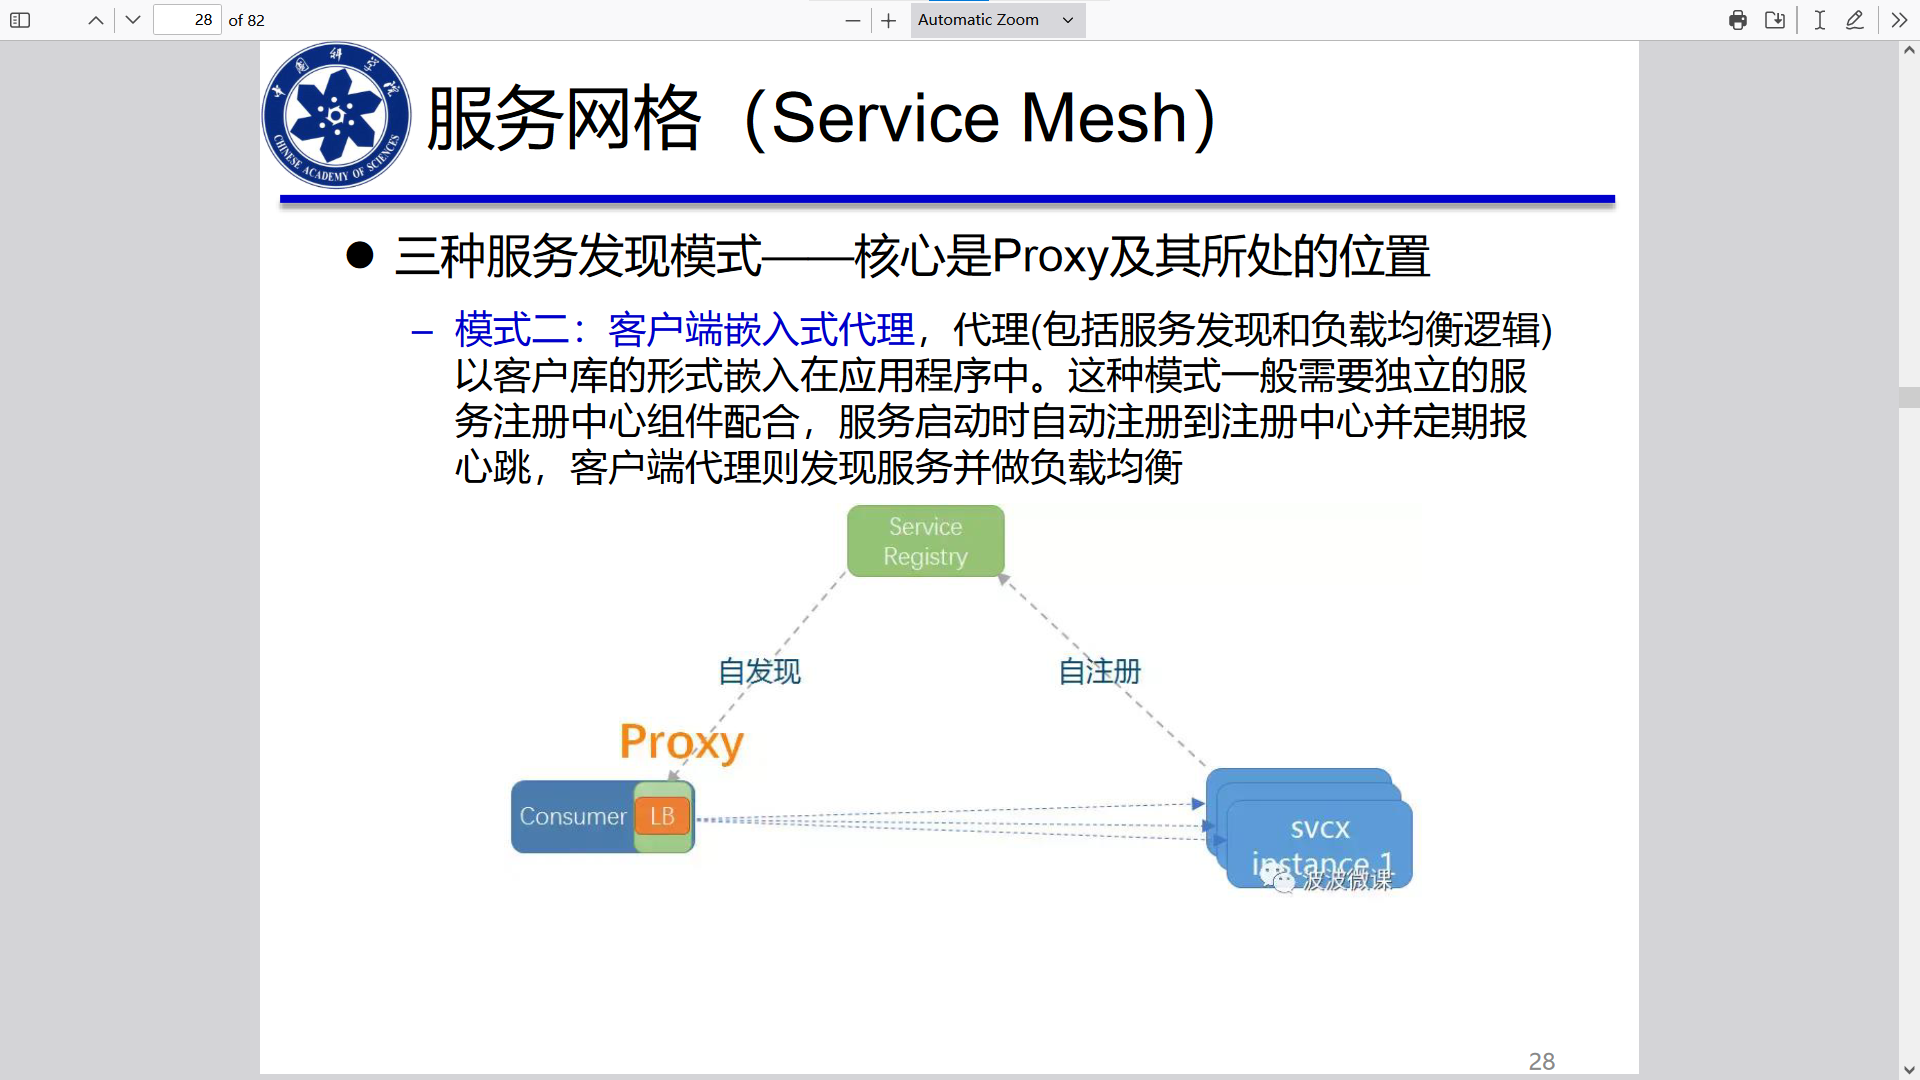 28 of 82
Automatic Zoom
中国科学院
CHINESE ACADEMY OF SCIENCES
服务网格（Service Mesh）
三种服务发现模式——核心是Proxy及其所处的位置
– 模式二：客户端嵌入式代理，代理(包括服务发现和负载均衡逻辑)
以客户库的形式嵌入在应用程序中。这种模式一般需要独立的服
务注册中心组件配合，服务启动时自动注册到注册中心并定期报
心跳，客户端代理则发现服务并做负载均衡
Service
Registry
自发现
自注册
Proxy
Consumer
LB
svcx
instance 1
波波微课
28